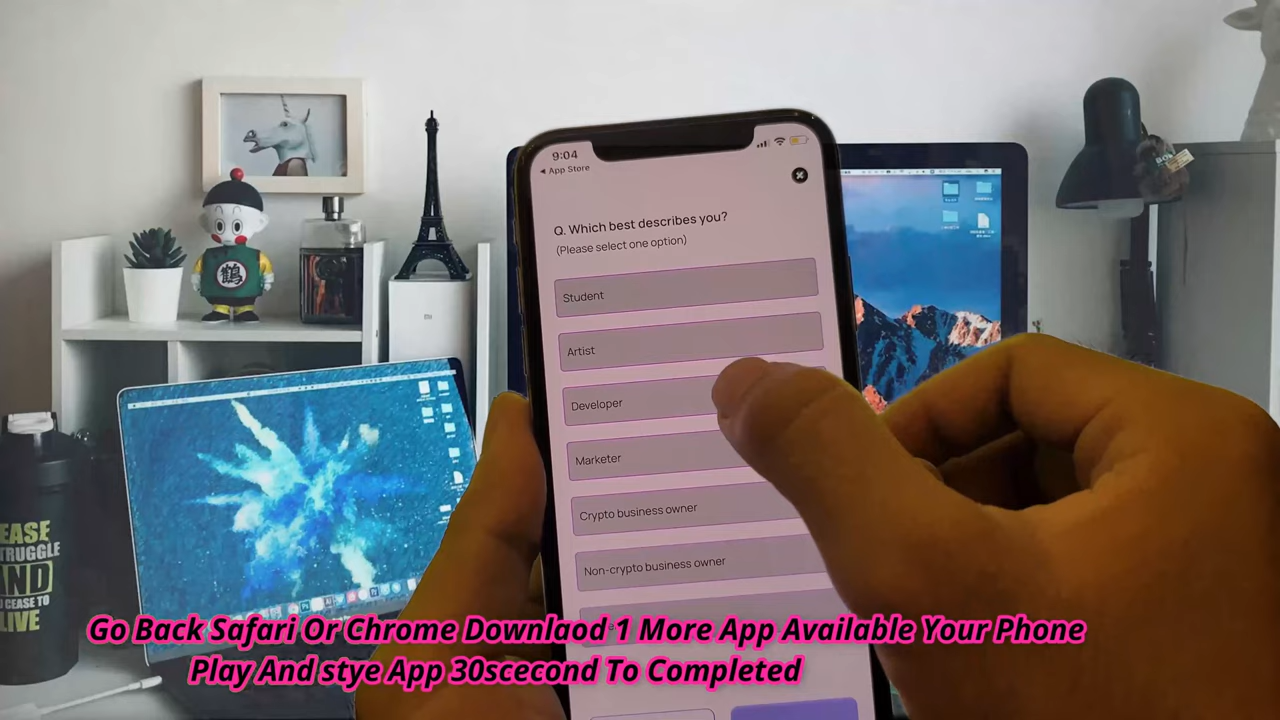 9:04
◀ App Store
Q. Which best describes you?
(Please select one option)
Student
Artist
Developer
Marketer
Crypto business owner
Non-crypto business owner
鶴
BOY
EASE
TRUGGLE
AND
CEASE TO
LIVE
Go Back Safari Or Chrome Downlaod 1 More App Available Your Phone
Play And stye App 30scecond To Completed